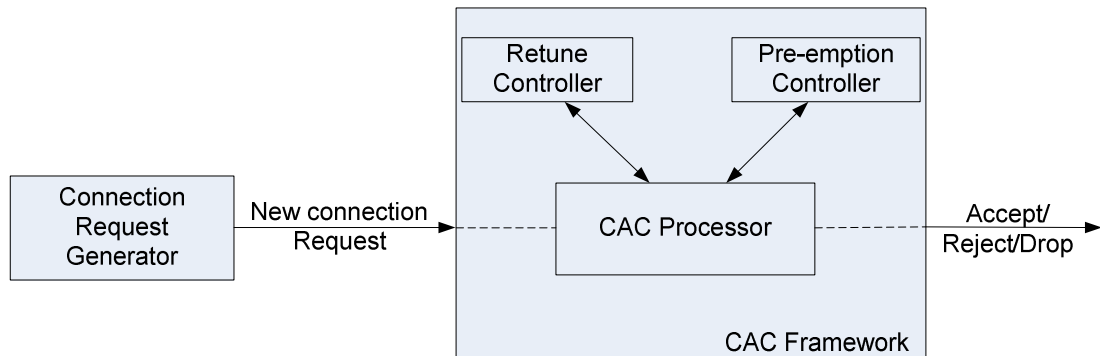 Retune
Controller
Pre-emption
Controller
Connection
Request
Generator
New connection
Request
CAC Processor
Accept/
Reject/Drop
CAC Framework